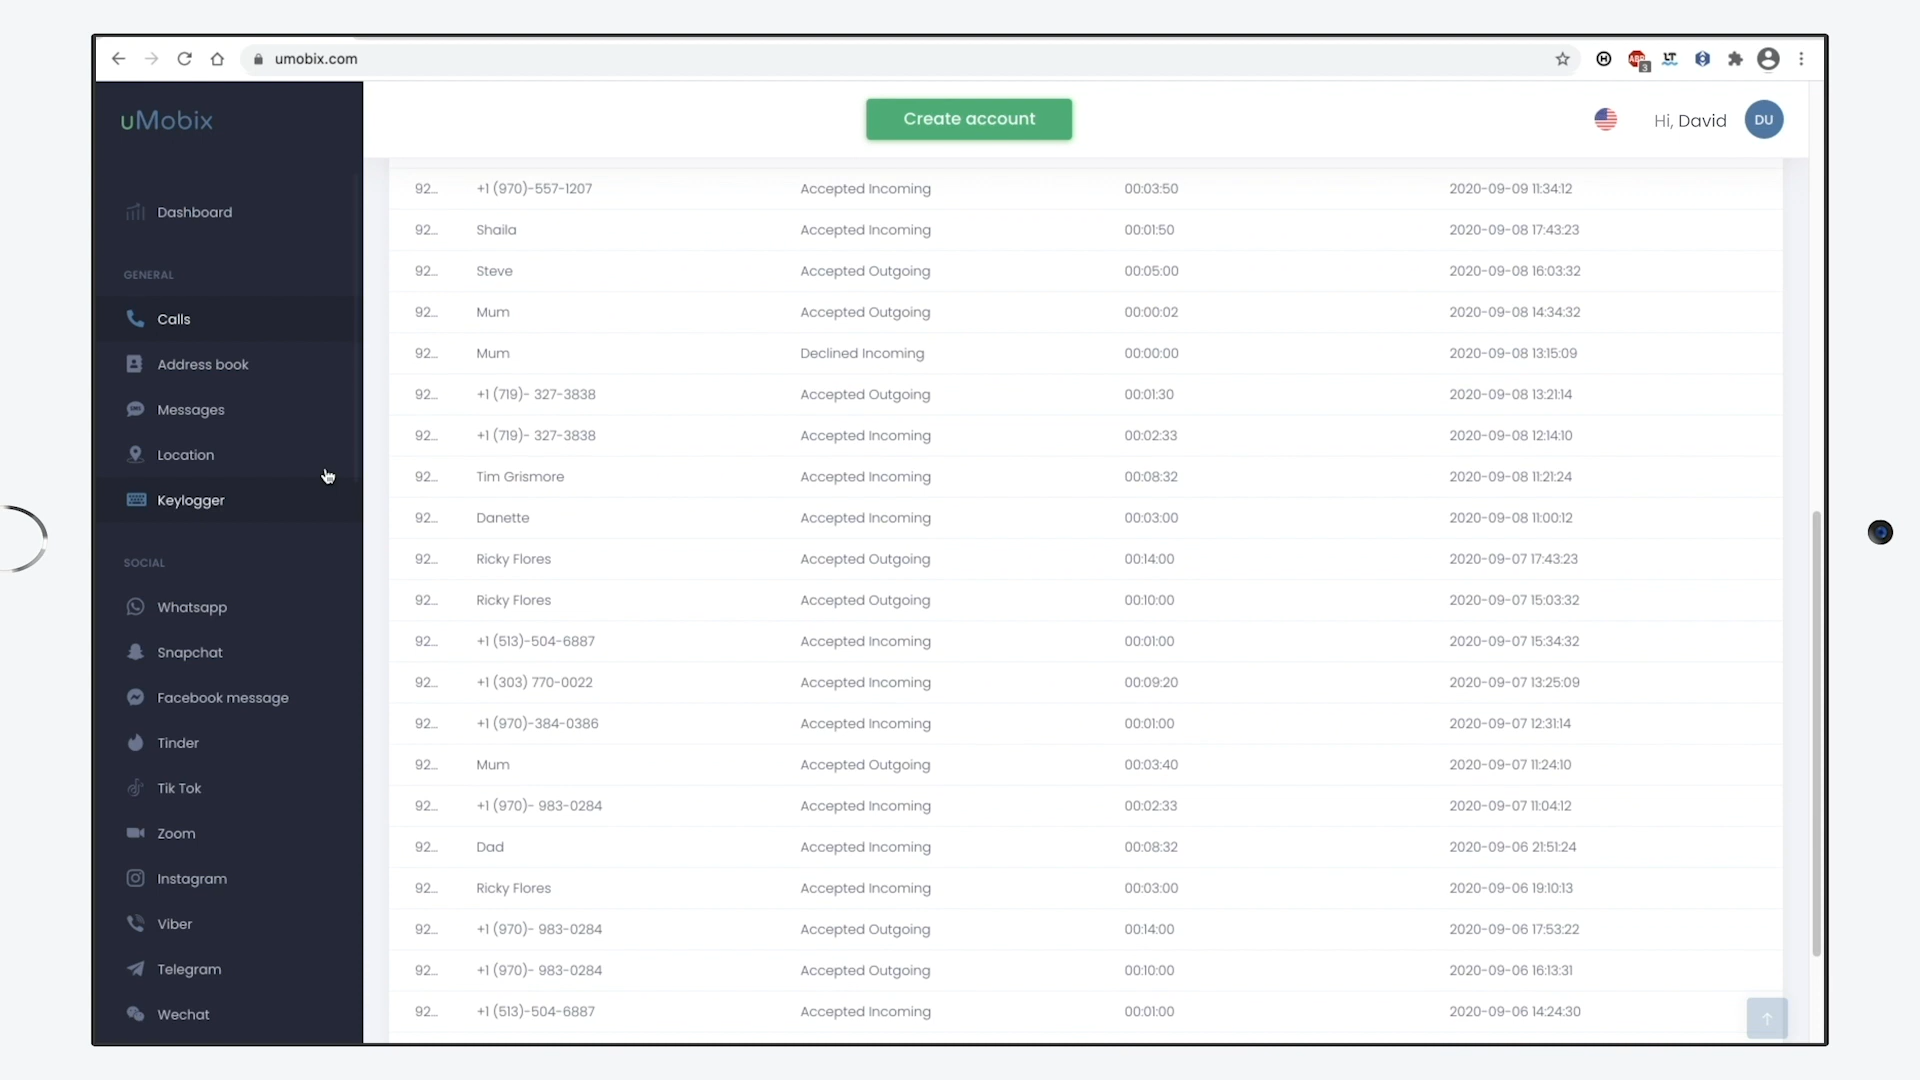 umobix.com
ABP
3
LT
uMobix
Create account
Hi, David
DU
Dashboard
GENERAL
Calls
Address book
Messages
Location
Keylogger
SOCIAL
Whatsapp
Snapchat
Facebook message
Tinder
Tik Tok
Zoom
Instagram
Viber
Telegram
Wechat
92... +1 (970)-557-1207 Accepted Incoming 00:03:50 2020-09-09 11:34:12
92... Shaila Accepted Incoming 00:01:50 2020-09-08 17:43:23
92... Steve Accepted Outgoing 00:05:00 2020-09-08 16:03:32
92... Mum Accepted Outgoing 00:00:02 2020-09-08 14:34:32
92... Mum Declined Incoming 00:00:00 2020-09-08 13:15:09
92... +1 (719)- 327-3838 Accepted Outgoing 00:01:30 2020-09-08 13:21:14
92... +1 (719)- 327-3838 Accepted Incoming 00:02:33 2020-09-08 12:14:10
92... Tim Grismore Accepted Incoming 00:08:32 2020-09-08 11:21:24
92... Danette Accepted Incoming 00:03:00 2020-09-08 11:00:12
92... Ricky Flores Accepted Outgoing 00:14:00 2020-09-07 17:43:23
92... Ricky Flores Accepted Outgoing 00:10:00 2020-09-07 15:03:32
92... +1 (513)-504-6887 Accepted Incoming 00:01:00 2020-09-07 15:34:32
92... +1 (303) 770-0022 Accepted Incoming 00:09:20 2020-09-07 13:25:09
92... +1 (970)-384-0386 Accepted Incoming 00:01:00 2020-09-07 12:31:14
92... Mum Accepted Outgoing 00:03:40 2020-09-07 11:24:10
92... +1 (970)- 983-0284 Accepted Incoming 00:02:33 2020-09-07 11:04:12
92... Dad Accepted Incoming 00:08:32 2020-09-06 21:51:24
92... Ricky Flores Accepted Incoming 00:03:00 2020-09-06 19:10:13
92... +1 (970)- 983-0284 Accepted Outgoing 00:14:00 2020-09-06 17:53:22
92... +1 (970)- 983-0284 Accepted Outgoing 00:10:00 2020-09-06 16:13:31
92... +1 (513)-504-6887 Accepted Incoming 00:01:00 2020-09-06 14:24:30